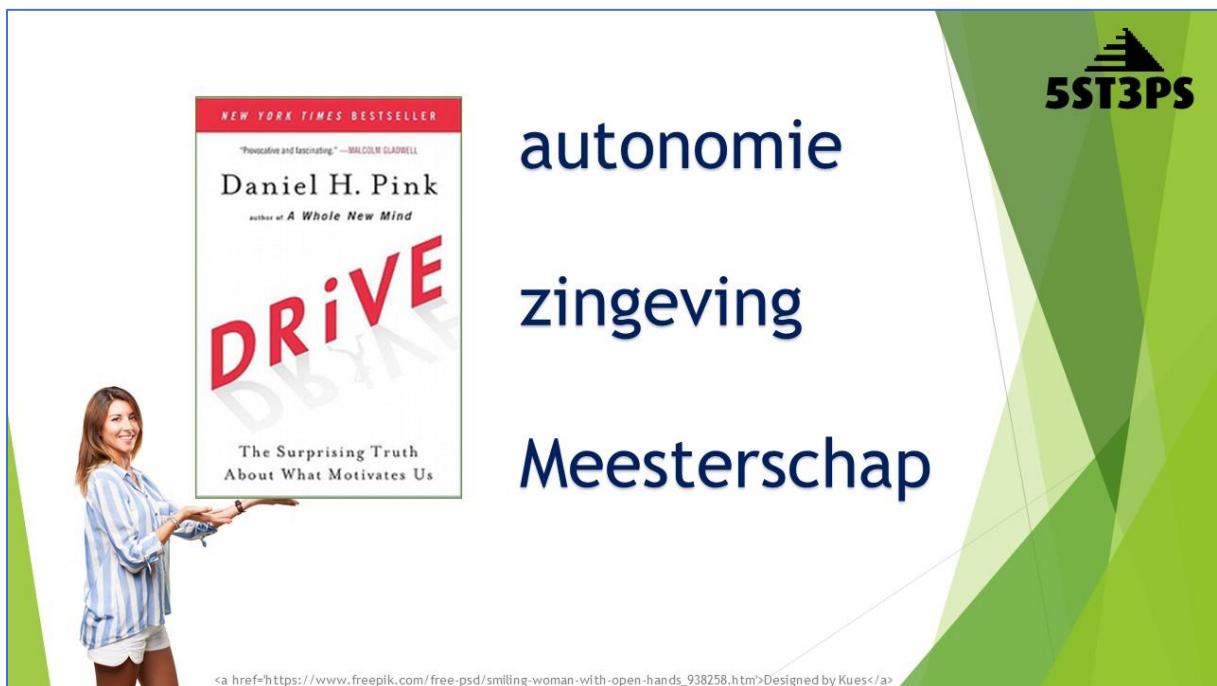 5ST3PS
NEW YORK TIMES BESTSELLER
"Provocative and fascinating." —MALCOLM GLADWELL
Daniel H. Pink
author of A Whole New Mind
DRiVE
The Surprising Truth
About What Motivates Us
autonomie
zingeving
Meesterschap
<a href='https://www.freepik.com/free-psd/smiling-woman-with-open-hands_938258.htm'>Designed by Kues</a>